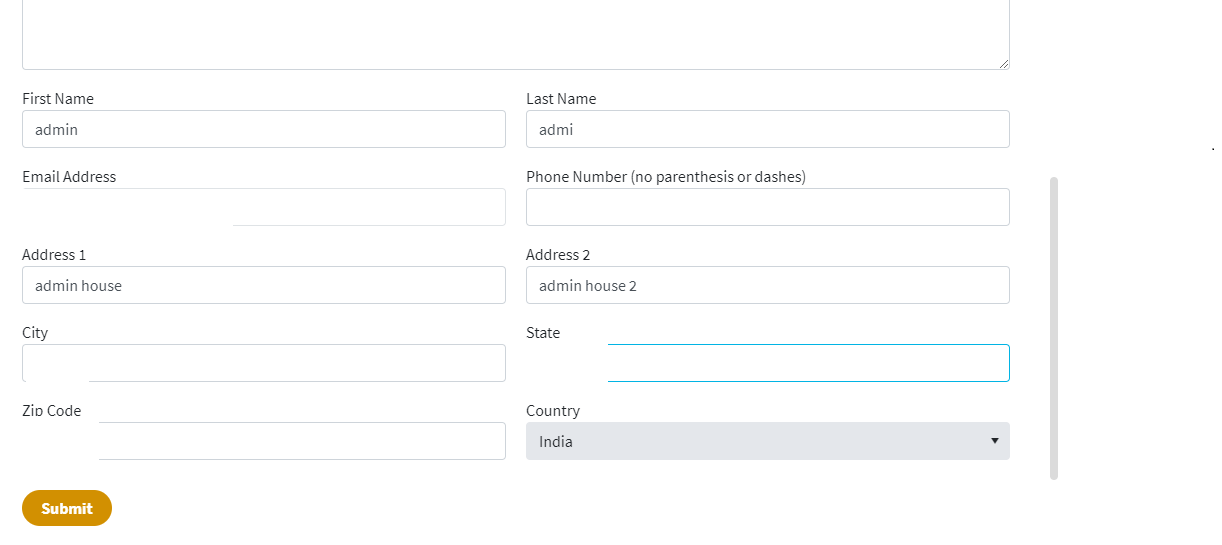 First Name
Last Name
admin
admi
Email Address
Phone Number (no parenthesis or dashes)
Address 1
Address 2
admin house
admin house 2
City
State
Zip Code
Country
India
Submit